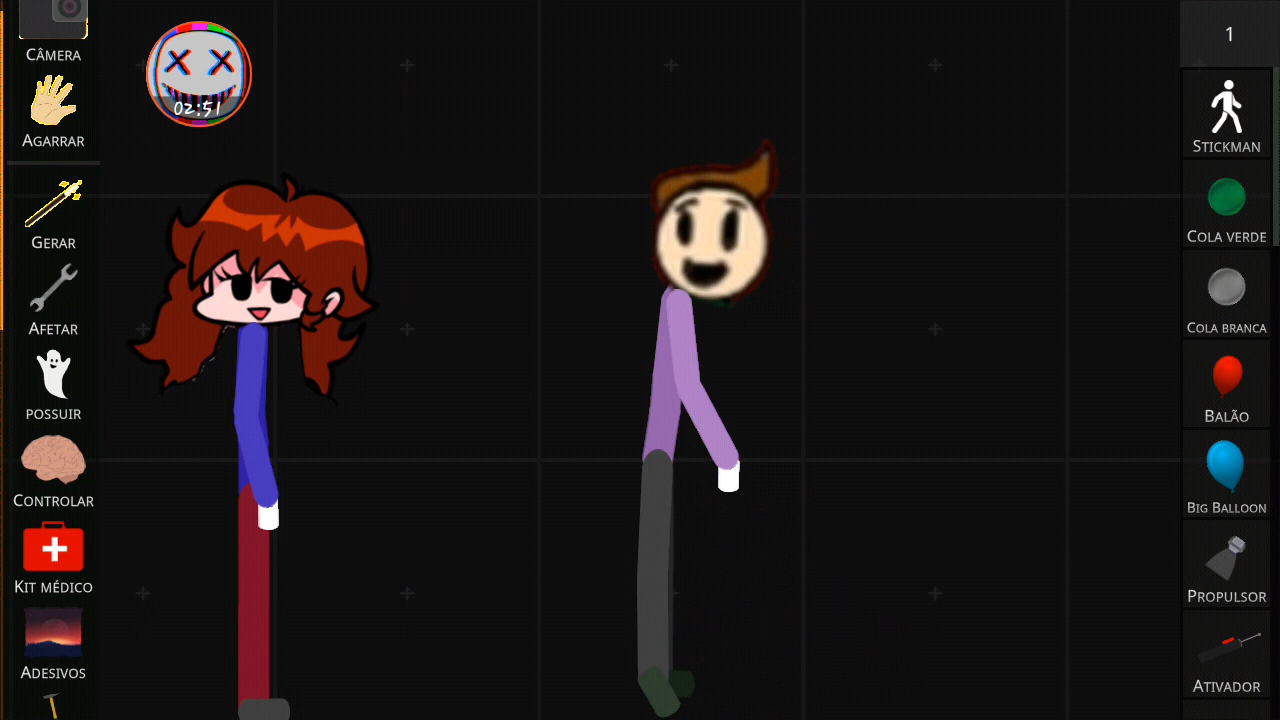 CÂMERA
AGARRAR
GERAR
AFETAR
POSSUIR
CONTROLAR
KIT MÉDICO
ADESIVOS
02:51
1
STICKMAN
COLA VERDE
COLA BRANCA
BALÃO
BIG BALLOON
PROPULSOR
ATIVADOR